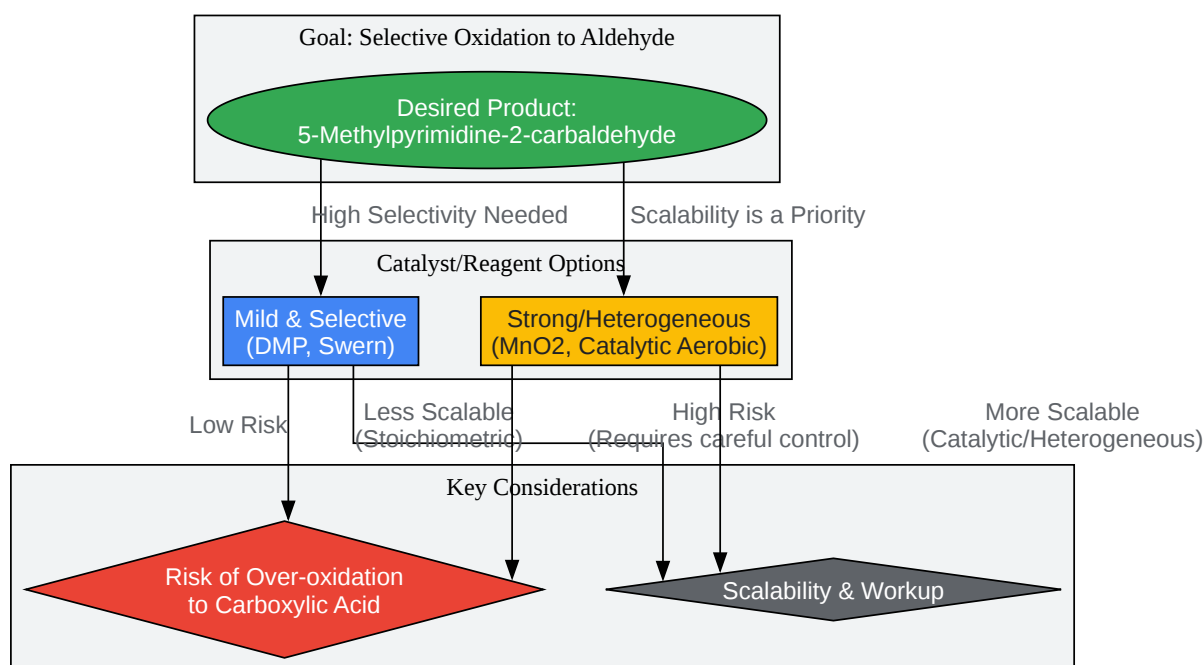 Goal: Selective Oxidation to Aldehyde
Desired Product:
5-Methylpyrimidine-2-carbaldehyde
High Selectivity Needed
Scalability is a Priority
Catalyst/Reagent Options
Mild & Selective
(DMP, Swern)
Strong/Heterogeneous
(MnO2, Catalytic Aerobic)
Low Risk
Less Scalable
(Stoichiometric)
High Risk
(Requires careful control)
More Scalable
(Catalytic/Heterogeneous)
Key Considerations
Risk of Over-oxidation
to Carboxylic Acid
Scalability & Workup